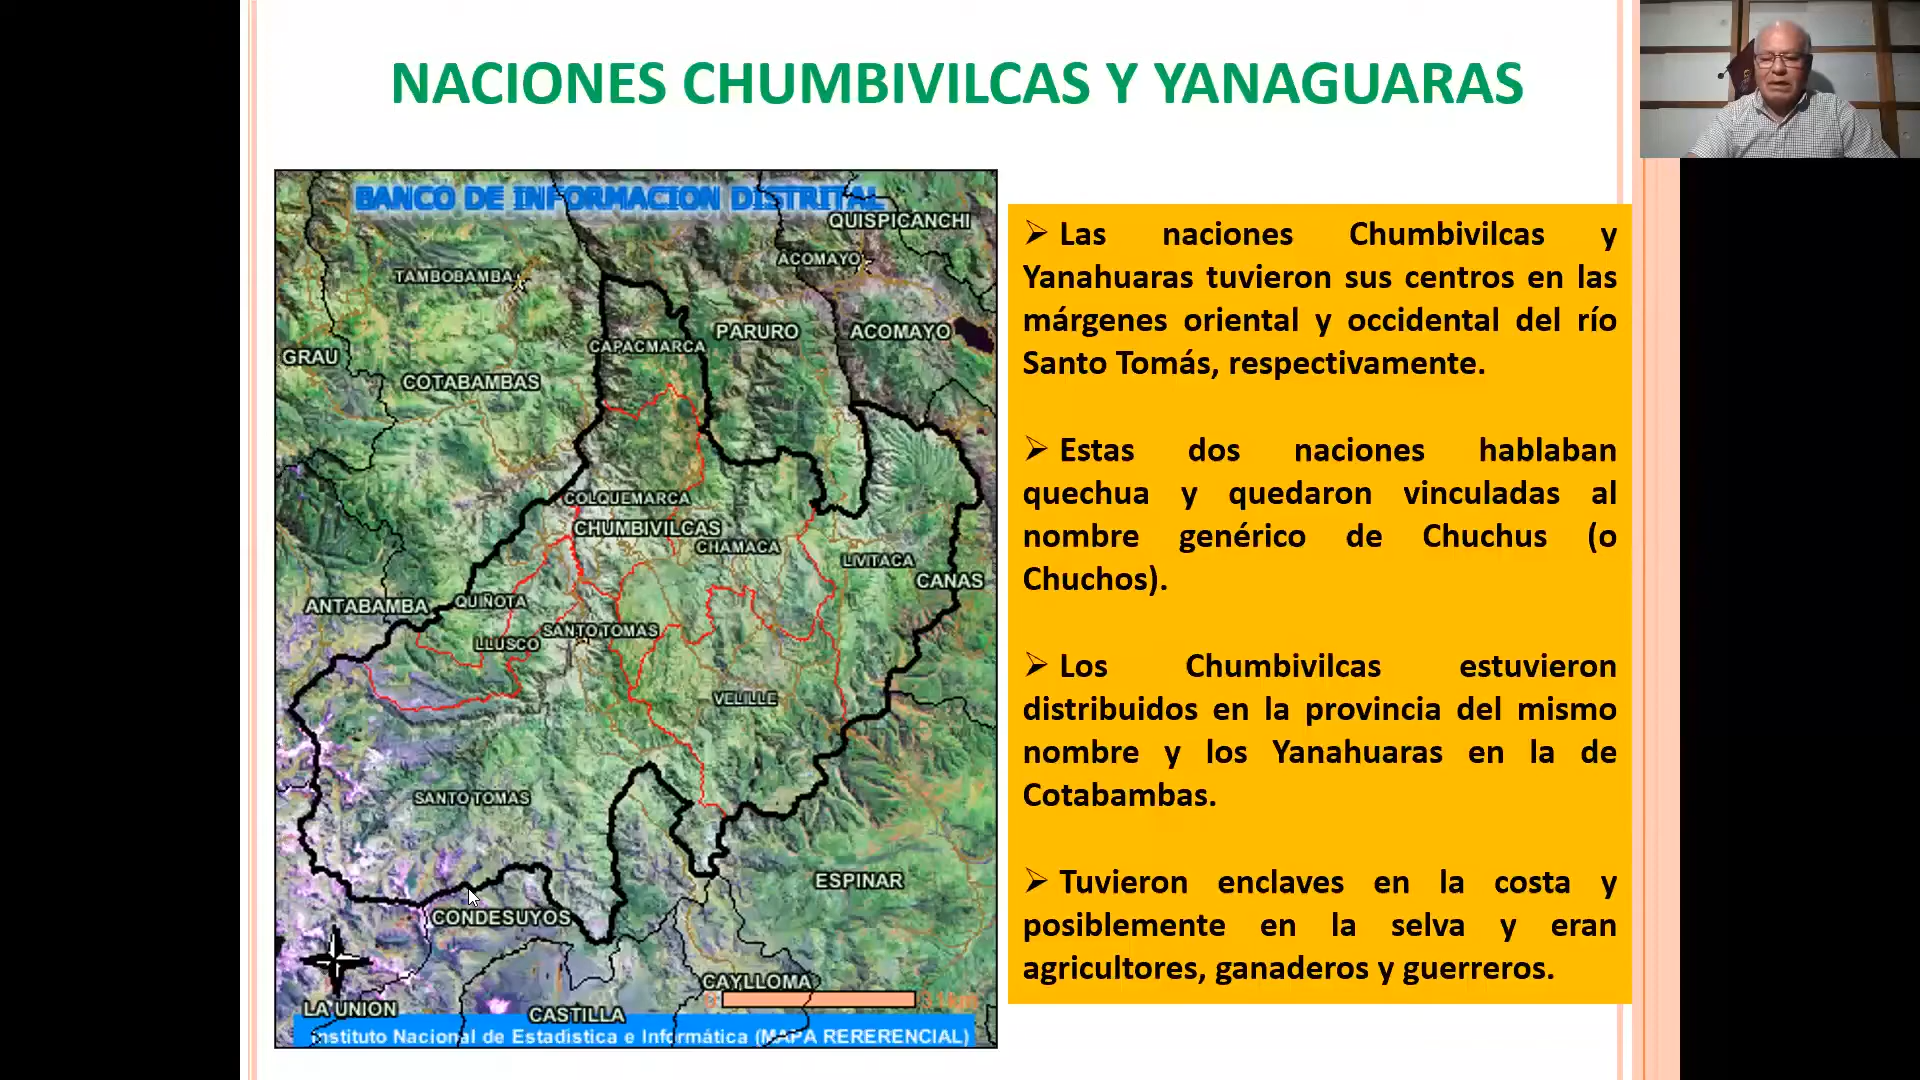 NACIONES CHUMBIVILCAS Y YANAGUARAS
BANCO DE INFORMACION DISTRITAL
QUISPICANCHI
ACOMAYO
TAMBOBAMBA
PARURO
ACOMAYO
CAPACMARCA
GRAU
COTABAMBAS
COLQUEMARCA
CHUMBIVILCAS
CHAMACA
LIVITACA
CANAS
QUIÑOTA
ANTABAMBA
SANTO TOMAS
LLUSCO
VELILLE
SANTO TOMAS
ESPINAR
CONDESUYOS
CAYLLOMA
LA UNION
CASTILLA
Instituto Nacional de Estadística e Informática (MAPA RERERENCIAL)
➢ Las naciones Chumbivilcas y
Yanahuaras tuvieron sus centros en las
márgenes oriental y occidental del río
Santo Tomás, respectivamente.
➢ Estas dos naciones hablaban
quechua y quedaron vinculadas al
nombre genérico de Chuchus (o
Chuchos).
➢ Los Chumbivilcas estuvieron
distribuidos en la provincia del mismo
nombre y los Yanahuaras en la de
Cotabambas.
➢ Tuvieron enclaves en la costa y
posiblemente en la selva y eran
agricultores, ganaderos y guerreros.